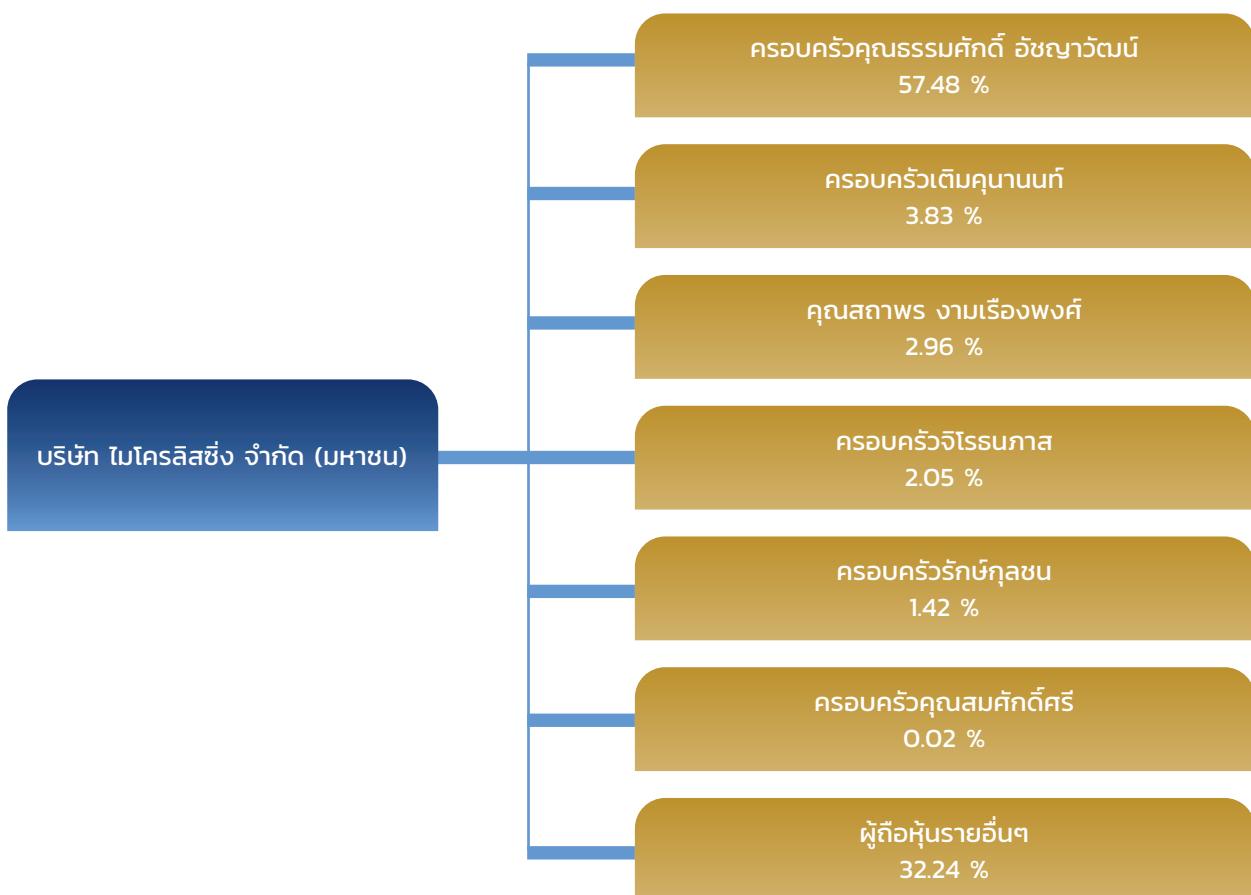 ครอบครัวคุณธรรมศักดิ์ อัชญาวัฒน์
57.48 %
ครอบครัวเติมคุนานนท์
3.83 %
คุณสถาพร งามเรืองพงศ์
2.96 %
บริษัท ไมโครลิสซิ่ง จำกัด (มหาชน)
ครอบครัวจิโรธนภาส
2.05 %
ครอบครัวรักษ์กุลชน
1.42 %
ครอบครัวคุณสมศักดิ์ศรี
0.02 %
ผู้ถือหุ้นรายอื่นๆ
32.24 %